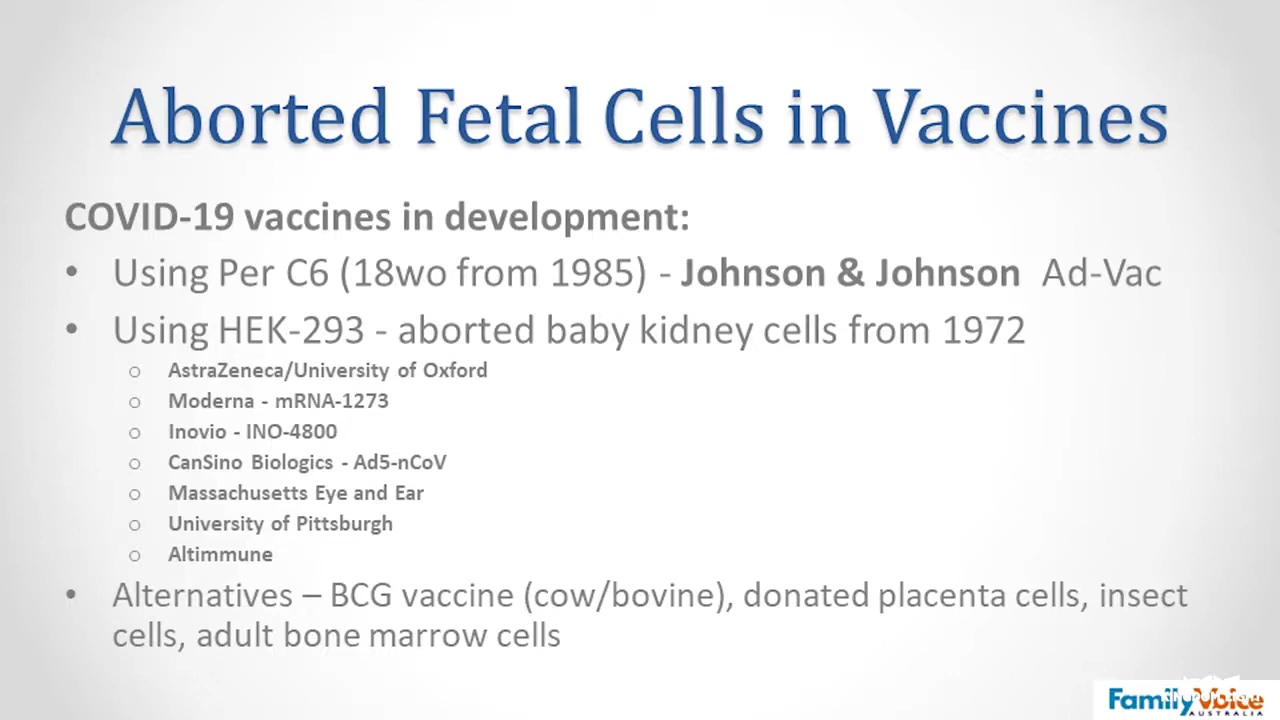 Aborted Fetal Cells in Vaccines
COVID-19 vaccines in development:
• Using Per C6 (18wo from 1985) - Johnson & Johnson Ad-Vac
• Using HEK-293 - aborted baby kidney cells from 1972
○ AstraZeneca/University of Oxford
○ Moderna - mRNA-1273
○ Inovio - INO-4800
○ CanSino Biologics - Ad5-nCoV
○ Massachusetts Eye and Ear
○ University of Pittsburgh
○ Altimmune
• Alternatives – BCG vaccine (cow/bovine), donated placenta cells, insect
cells, adult bone marrow cells
FamilyVoice
AUSTRALIA